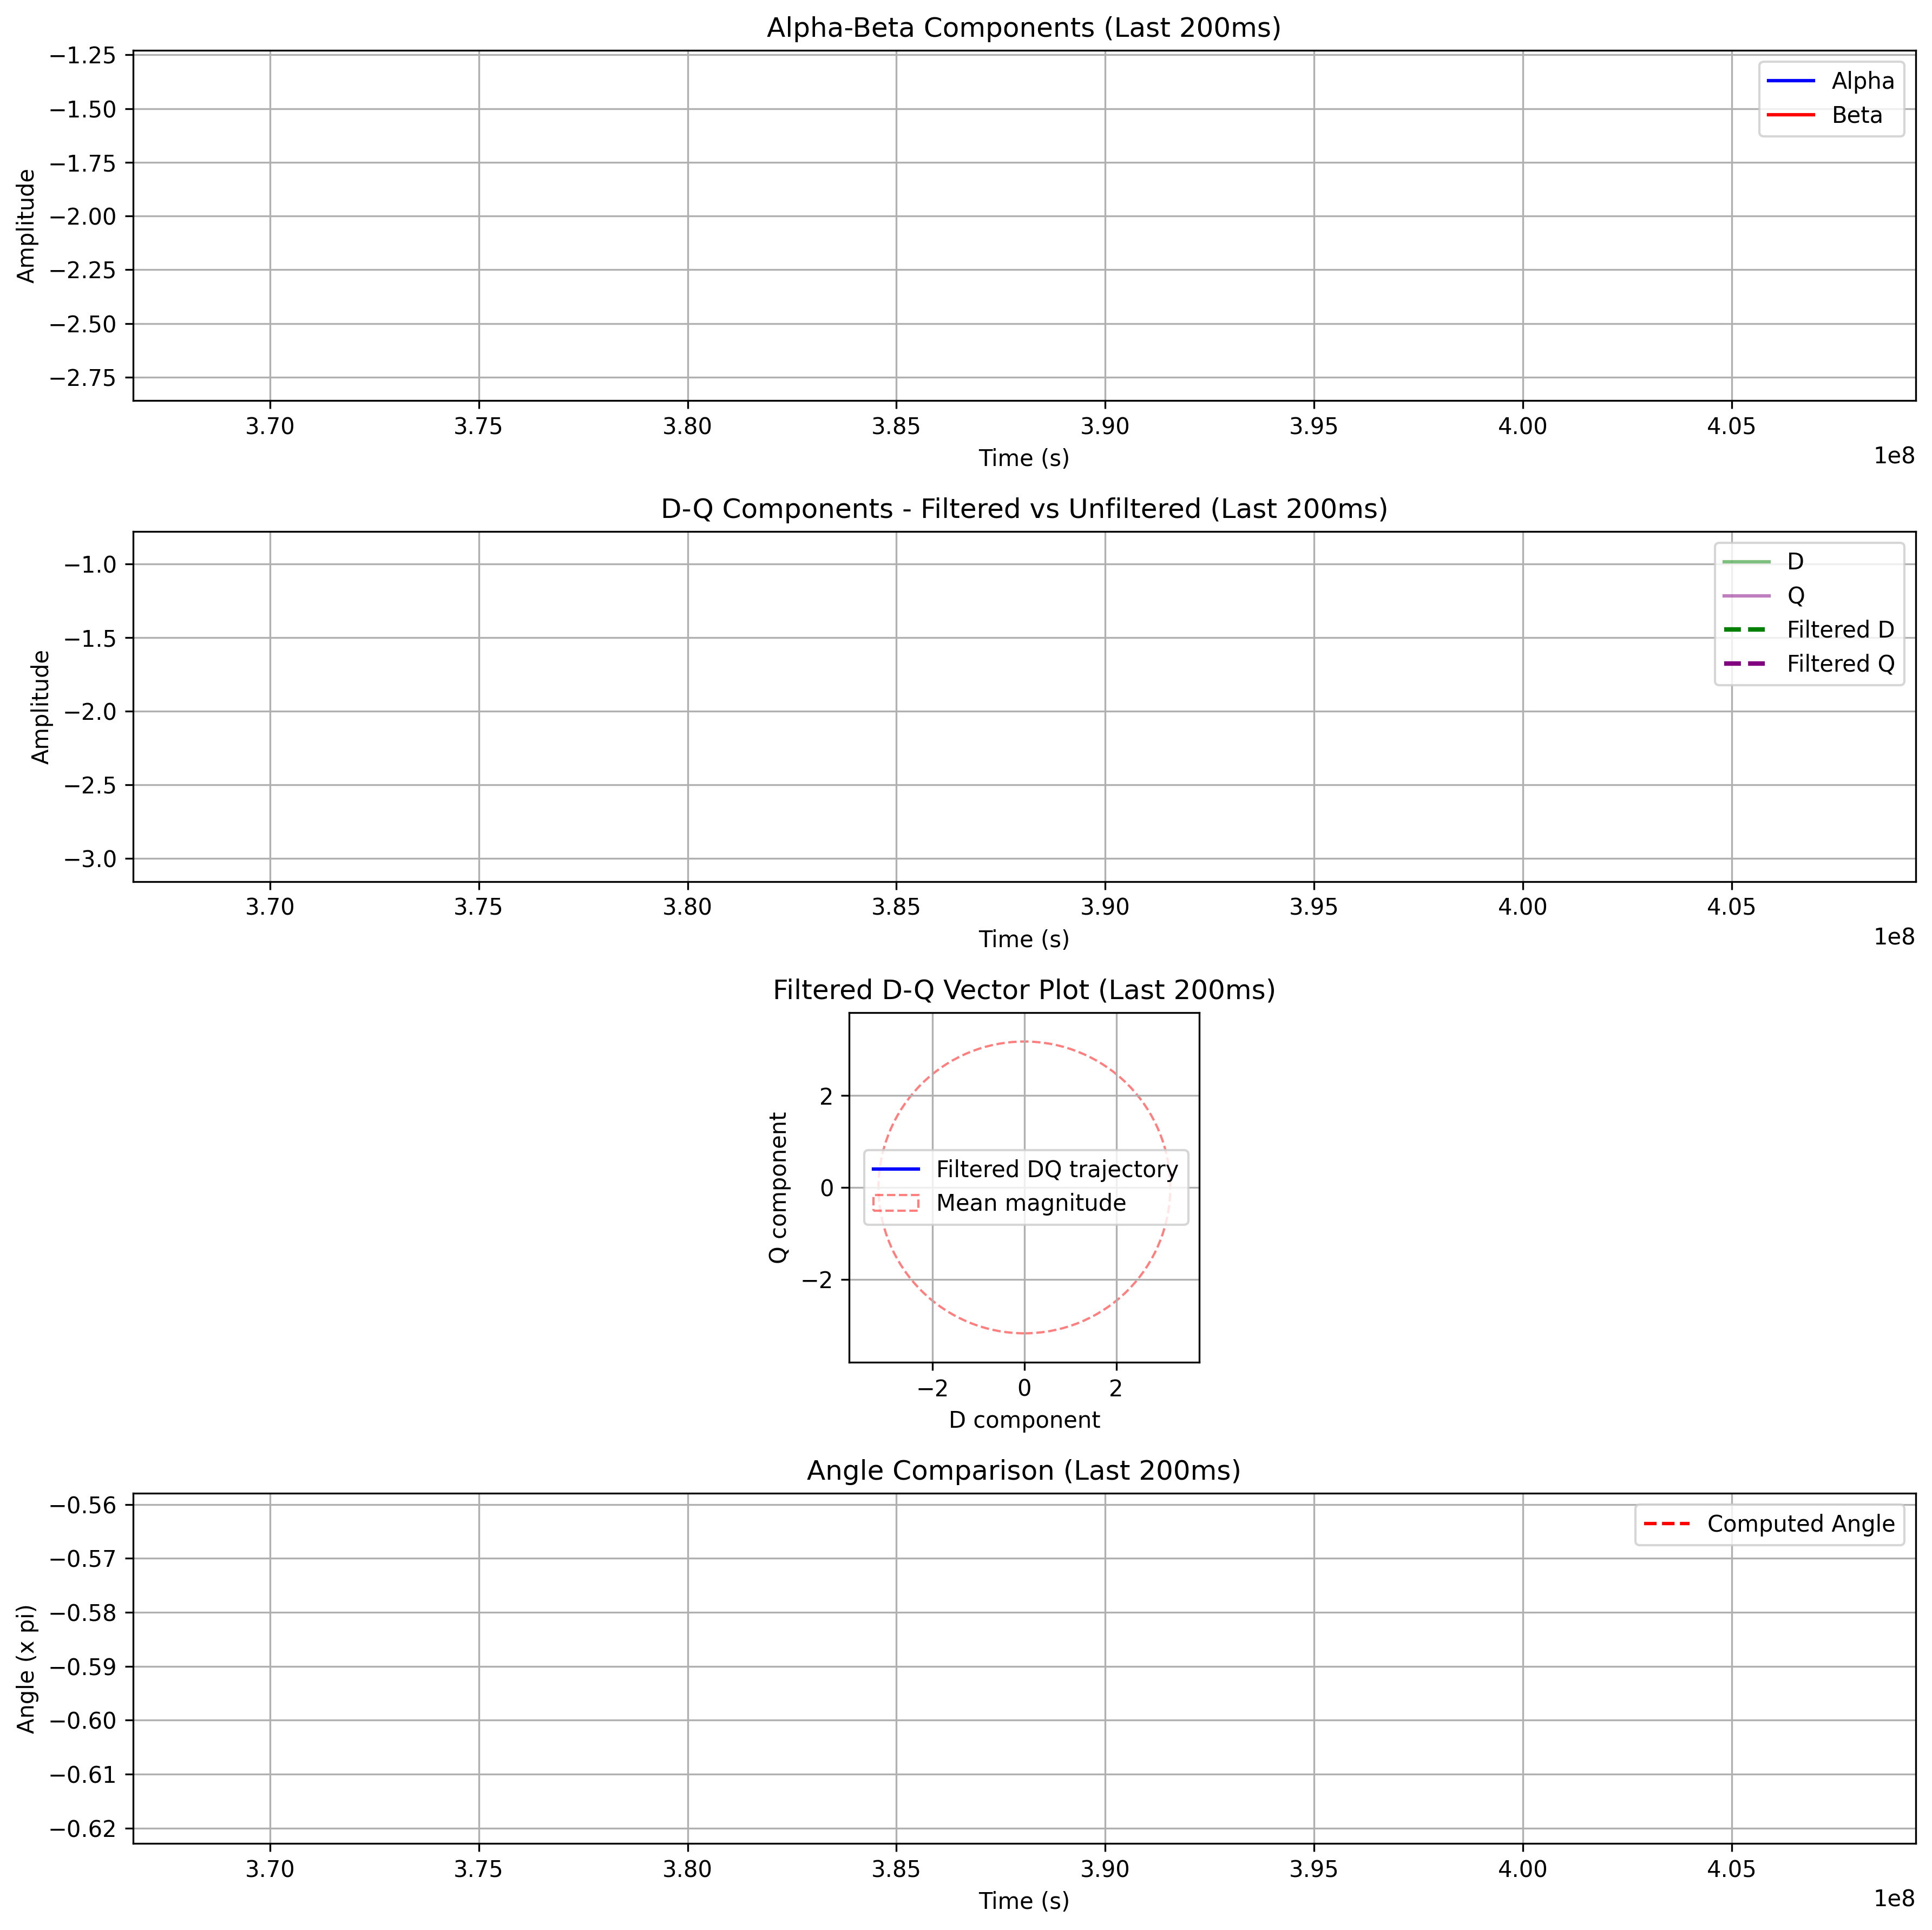 Alpha-Beta Components (Last 200ms)
−1.25
−1.50
−1.75
−2.00
−2.25
−2.50
−2.75
Amplitude
Alpha
Beta
3.70 3.75 3.80 3.85 3.90 3.95 4.00 4.05
Time (s)
1e8
D-Q Components - Filtered vs Unfiltered (Last 200ms)
−1.0
−1.5
−2.0
−2.5
−3.0
Amplitude
D
Q
Filtered D
Filtered Q
3.70 3.75 3.80 3.85 3.90 3.95 4.00 4.05
Time (s)
1e8
Filtered D-Q Vector Plot (Last 200ms)
2
0
−2
Q component
Filtered DQ trajectory
Mean magnitude
−2 0 2
D component
Angle Comparison (Last 200ms)
−0.56
−0.57
−0.58
−0.59
−0.60
−0.61
−0.62
Angle (x pi)
Computed Angle
3.70 3.75 3.80 3.85 3.90 3.95 4.00 4.05
Time (s)
1e8